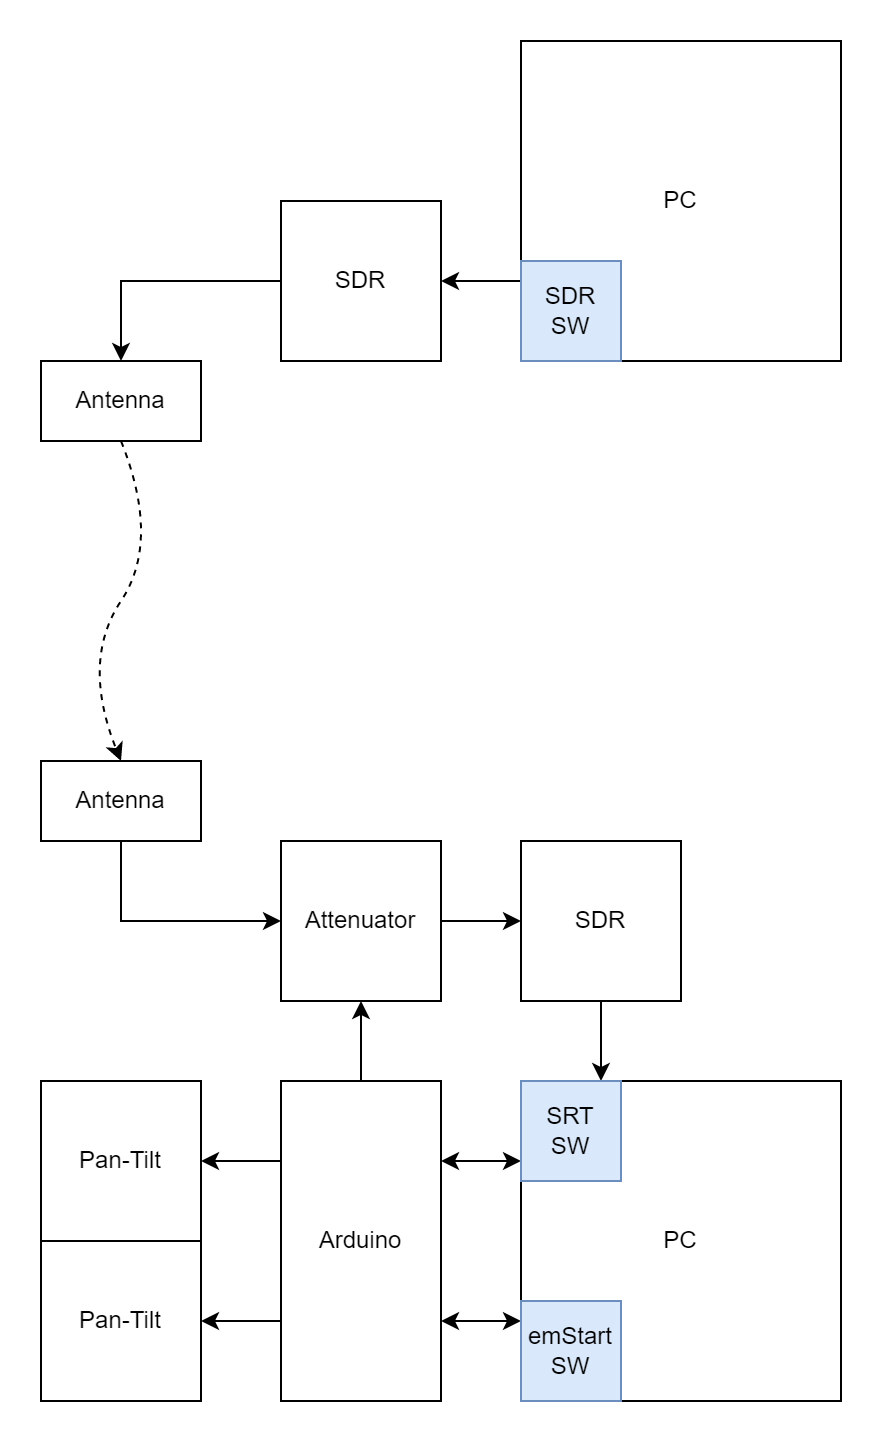 PC
SDR
SDR
SW
Antenna
Antenna
Attenuator
SDR
SRT
SW
Pan-Tilt
Arduino
PC
Pan-Tilt
emStart
SW